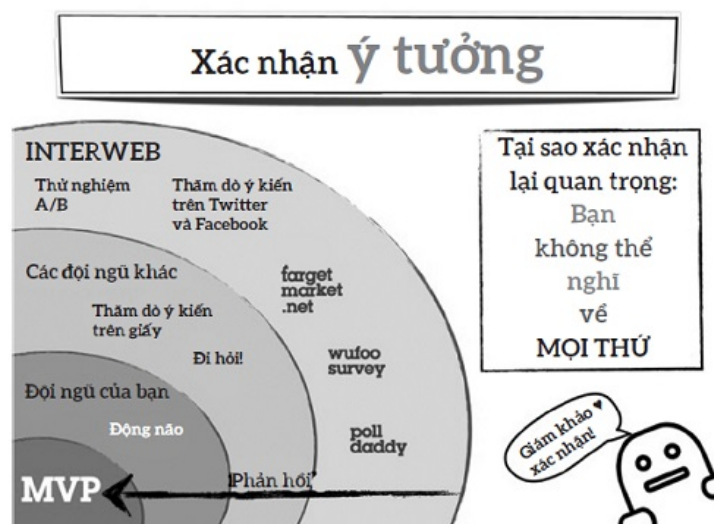 Xác nhận ý tưởng
INTERWEB
Thử nghiệm
A/B
Thăm dò ý kiến
trên Twitter
và Facebook
Các đội ngũ khác
Thăm dò ý kiến
trên giấy
Đi hỏi!
farget
market
.net
wufoo
survey
poll
daddy
Đội ngũ của bạn
Động não
MVP
"Phản hồi"
Tại sao xác nhận
lại quan trọng:
Bạn
không thể
nghĩ
về
MỌI THỨ
Giám khảo ♥
xác nhận!